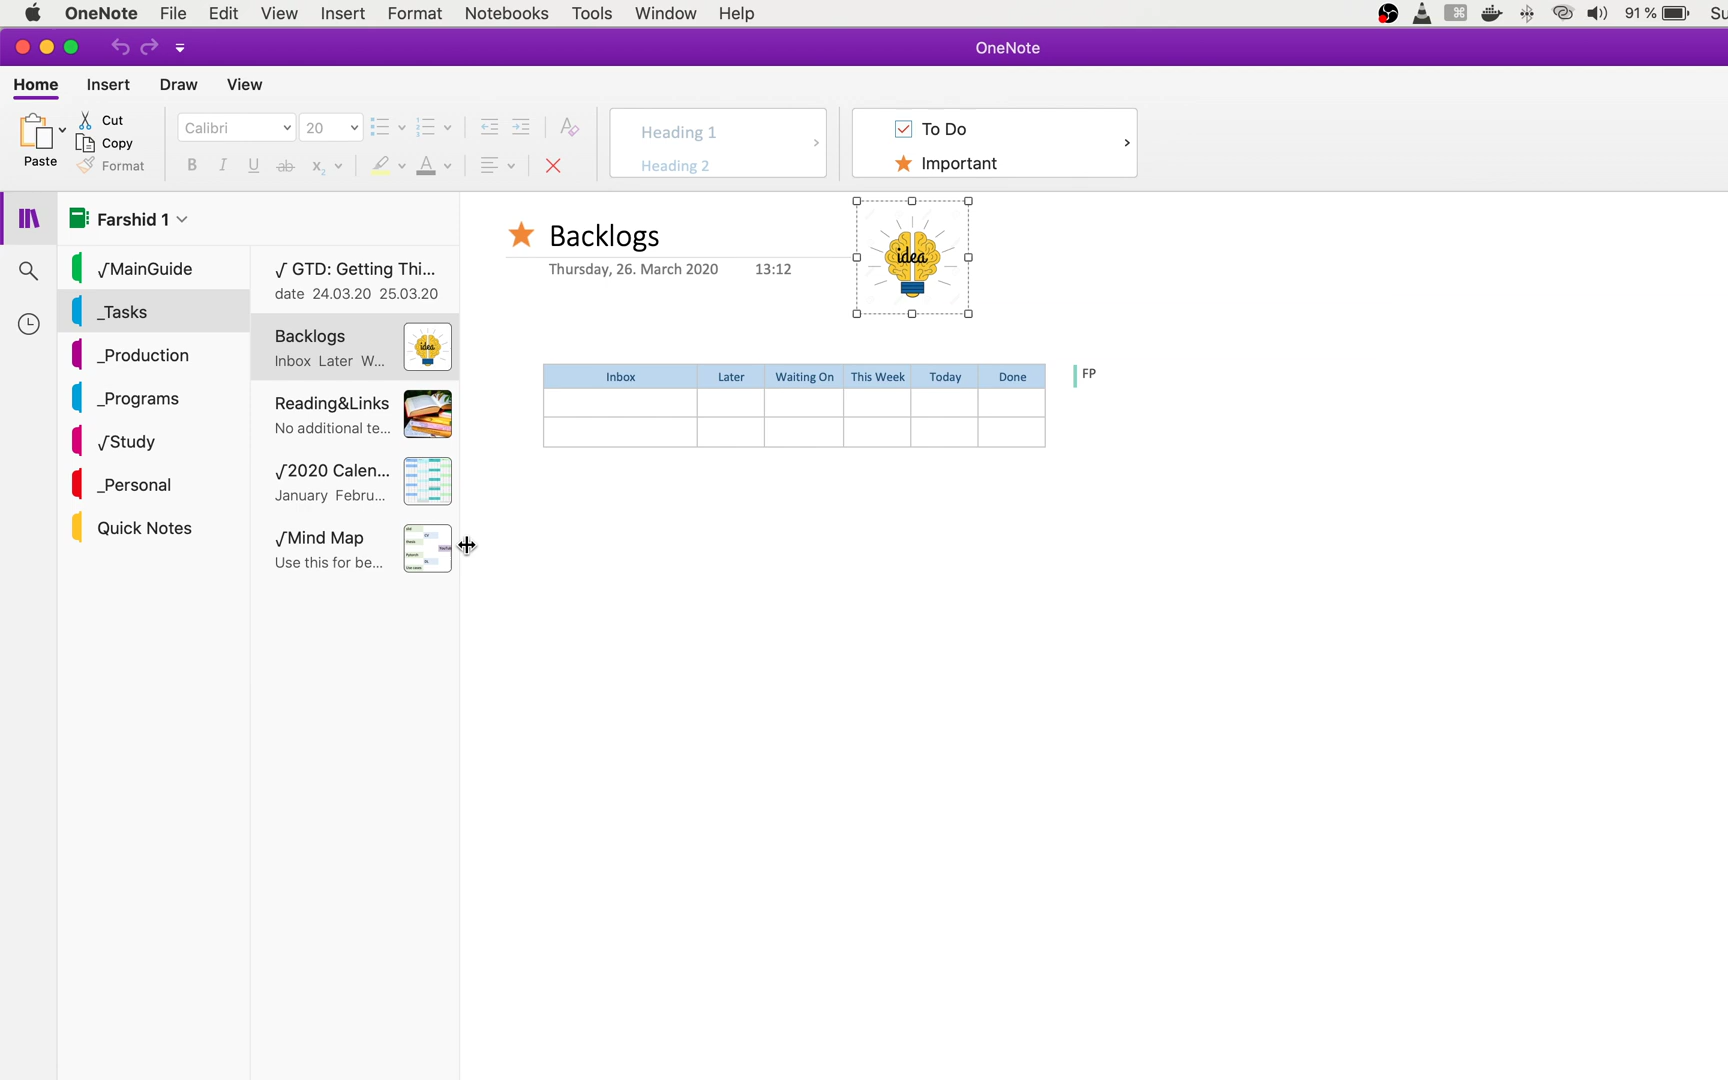 OneNote File Edit View Insert Format Notebooks Tools Window Help 91 % Su
OneNote
Home Insert Draw View
Paste
Cut
Copy
Format
Calibri 20
B I U ab X₂ A
Heading 1
Heading 2
To Do
Important
Farshid 1
√MainGuide
_Tasks
_Production
_Programs
√Study
_Personal
Quick Notes
√ GTD: Getting Thi...
date 24.03.20 25.03.20
Backlogs
Inbox Later W...
Reading&Links
No additional te...
√2020 Calen...
January Febru...
√Mind Map
Use this for be...
Backlogs
Thursday, 26. March 2020 13:12
idea
Inbox Later Waiting On This Week Today Done
FP